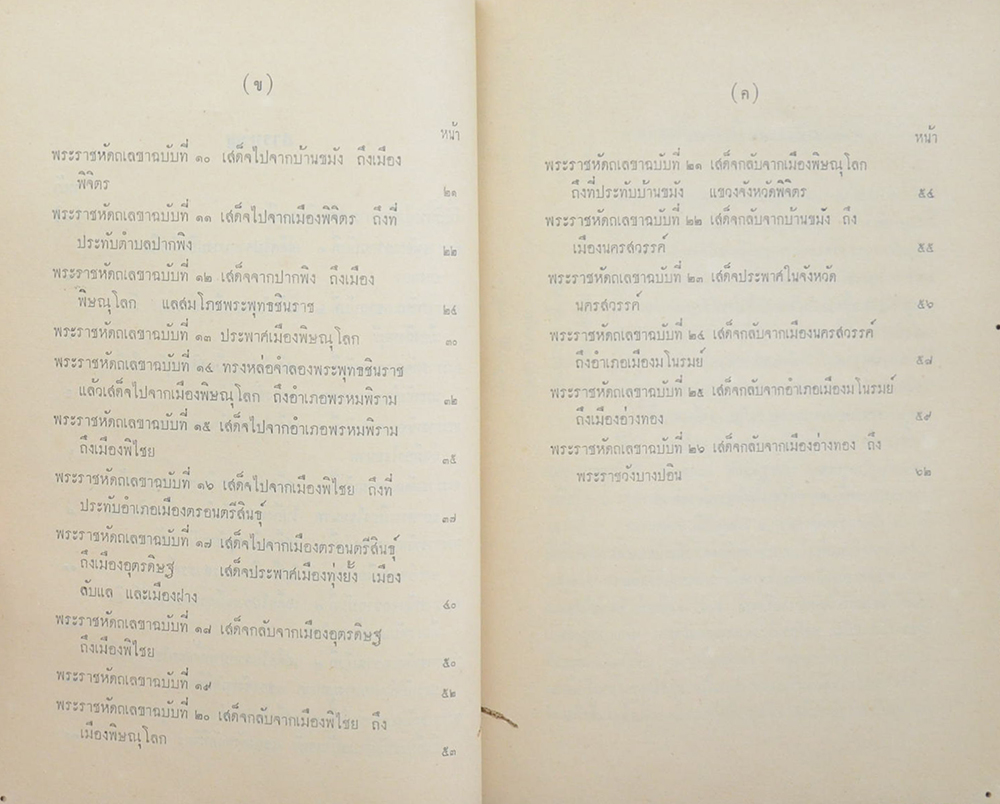 (ข)
หน้า
พระราชหัดถเลขาฉบับที่ ๑๐ เสด็จไปจากบ้านขมัง ถึงเมือง
พิจิตร ๒๑
พระราชหัดถเลขาฉบับที่ ๑๑ เสด็จไปจากเมืองพิจิตร ถึงที่
ประทับตำบลปากพิง ๒๒
พระราชหัดถเลขาฉบับที่ ๑๒ เสด็จจากปากพิง ถึงเมือง
พิษณุโลก แลสมโภชพระพุทธชินราช ๒๔
พระราชหัดถเลขาฉบับที่ ๑๓ ประพาศเมืองพิษณุโลก ๓๐
พระราชหัดถเลขาฉบับที่ ๑๔ ทรงหล่อจำลองพระพุทธชินราช
แล้วเสด็จไปจากเมืองพิษณุโลก ถึงอำเภอพรหมพิราม ๓๒
พระราชหัดถเลขาฉบับที่ ๑๕ เสด็จไปจากอำเภอพรหมพิราม
ถึงเมืองพิไชย ๓๕
พระราชหัดถเลขาฉบับที่ ๑๖ เสด็จไปจากเมืองพิไชย ถึงที่
ประทับอำเภอเมืองตรอนตรีสินธุ์ ๓๗
พระราชหัดถเลขาฉบับที่ ๑๗ เสด็จไปจากเมืองตรอนตรีสินธุ์
ถึงเมืองอุตรดิษฐ เสด็จประพาศเมืองทุ่งยั้ง เมือง
ลับแล และเมืองฝาง ๔๐
พระราชหัดถเลขาฉบับที่ ๑๘ เสด็จกลับจากเมืองอุตรดิษฐ
ถึงเมืองพิไชย ๕๐
พระราชหัดถเลขาฉบับที่ ๑๙ ๕๒
พระราชหัดถเลขาฉบับที่ ๒๐ เสด็จกลับจากเมืองพิไชย ถึง
เมืองพิษณุโลก ๕๓
(ค)
หน้า
พระราชหัดถเลขาฉบับที่ ๒๑ เสด็จกลับจากเมืองพิษณุโลก
ถึงที่ประทับบ้านขมัง แขวงจังหวัดพิจิตร ๕๔
พระราชหัดถเลขาฉบับที่ ๒๒ เสด็จกลับจากบ้านขมัง ถึง
เมืองนครสวรรค์ ๕๕
พระราชหัดถเลขาฉบับที่ ๒๓ เสด็จประพาศในจังหวัด
นครสวรรค์ ๕๖
พระราชหัดถเลขาฉบับที่ ๒๔ เสด็จกลับจากเมืองนครสวรรค์
ถึงอำเภอเมืองมโนรมย์ ๕๗
พระราชหัดถเลขาฉบับที่ ๒๕ เสด็จกลับจากอำเภอเมืองมโนรมย์
ถึงเมืองอ่างทอง ๕๙
พระราชหัดถเลขาฉบับที่ ๒๖ เสด็จกลับจากเมืองอ่างทอง ถึง
พระราชวังบางปอิน ๖๒